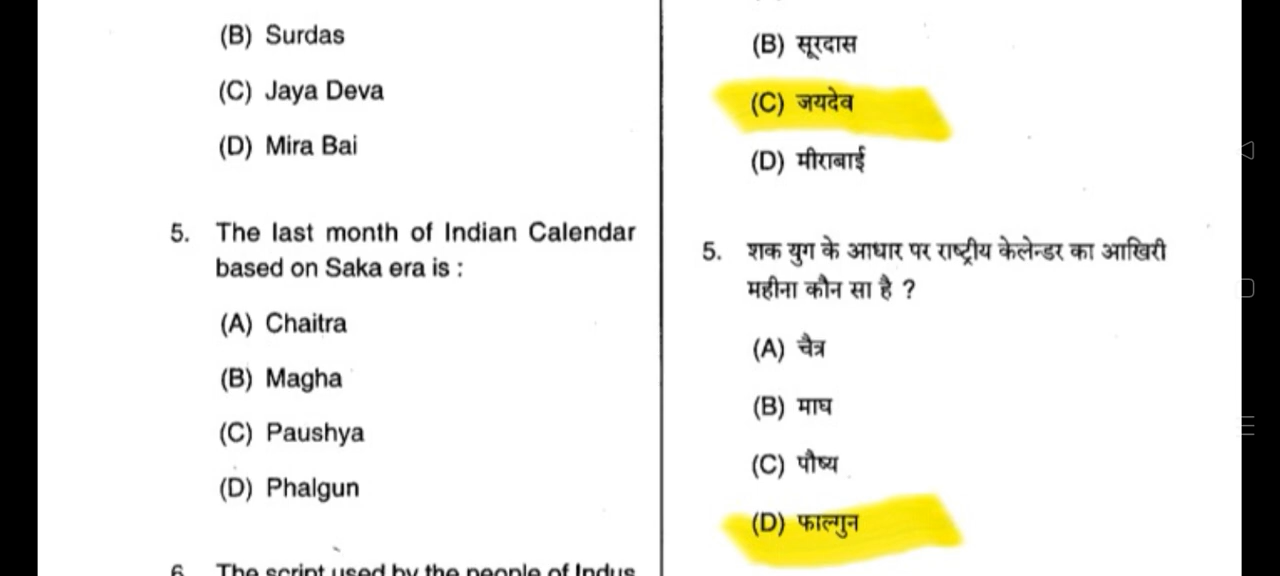 (B) Surdas
(C) Jaya Deva
(D) Mira Bai
5. The last month of Indian Calendar
based on Saka era is :
(A) Chaitra
(B) Magha
(C) Paushya
(D) Phalgun
6. The script used by the people of Indus
(B) सूरदास
(C) जयदेव
(D) मीराबाई
5. शक युग के आधार पर राष्ट्रीय केलेन्डर का आखिरी
महीना कौन सा है ?
(A) चैत्र
(B) माघ
(C) पौष्य
(D) फाल्गुन